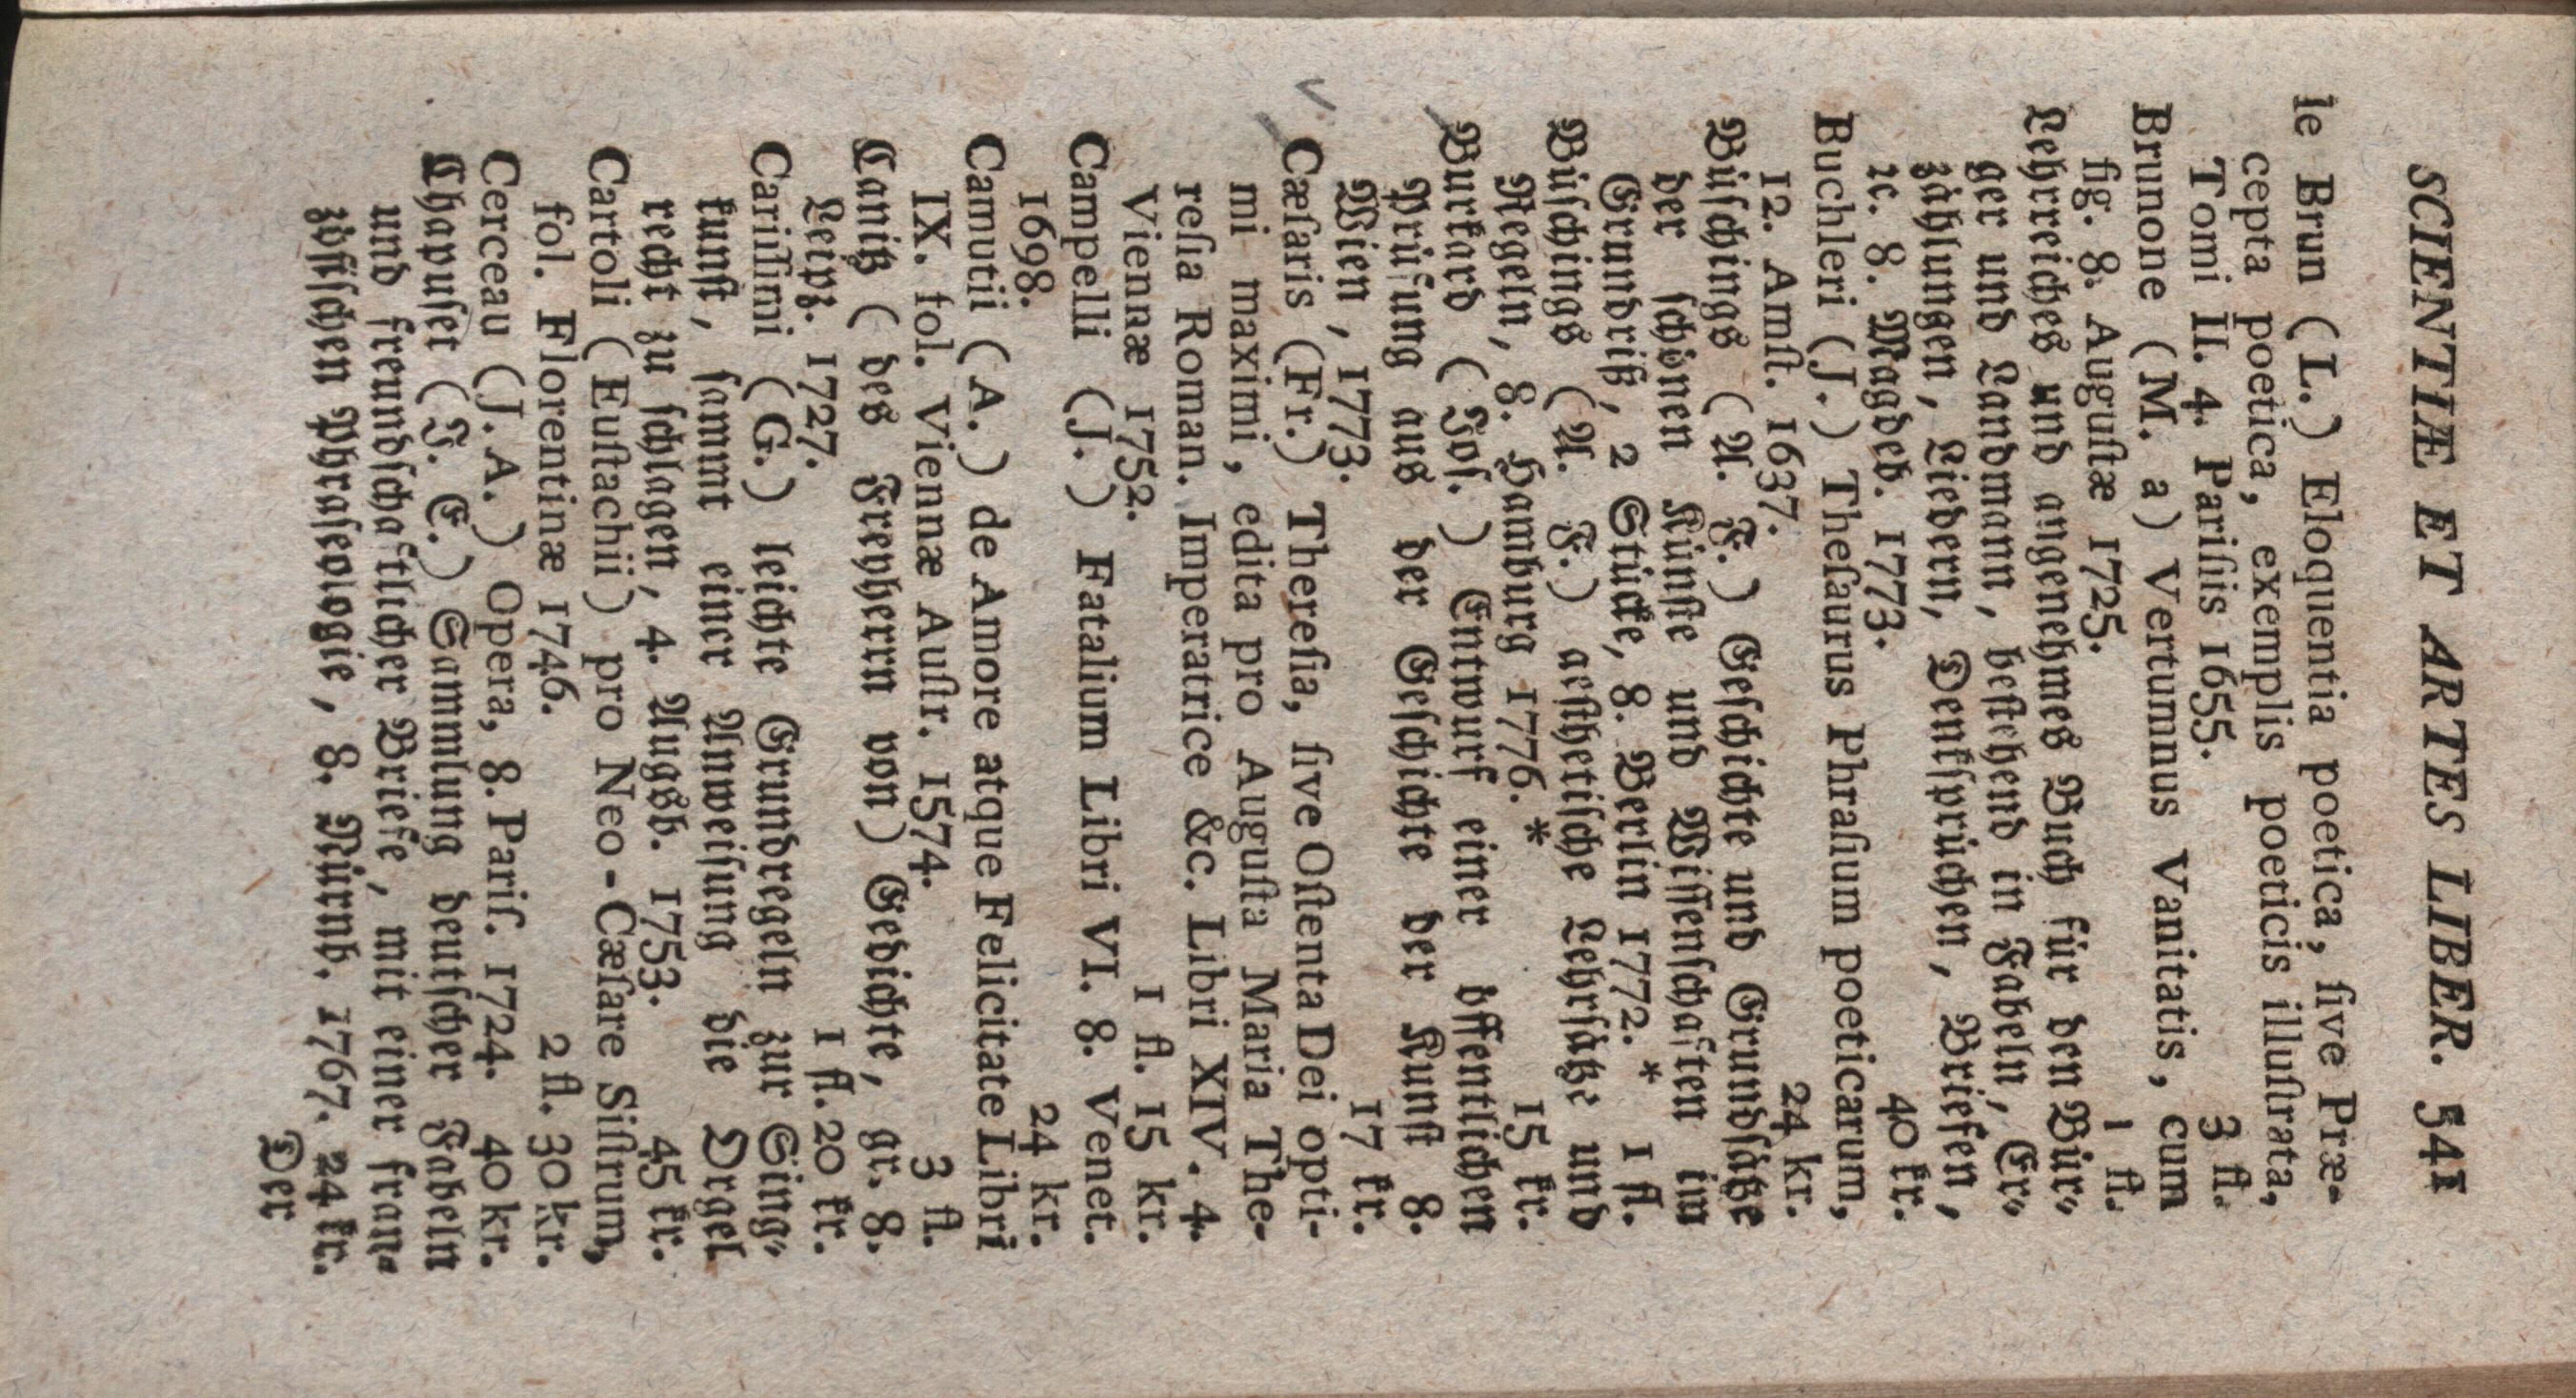 SCIENTIÆ ET ARTES LIBER. 541
le Brun (L.) Eloquentia poetica, ſive Præ-
cepta poetica, exemplis poeticis illuſtrata,
Tomi II. 4. Pariſiis 1655. 3 fl.
Brunone (M. a) Vertumnus Vanitatis, cum
fig. 8. Auguſtæ 1725. 1 fl.
Lehrreiches und angenehmes Buch für den Bür-
ger und Landmann, beſtehend in Fabeln, Er-
zählungen, Liedern, Denkſprüchen, Briefen,
ꝛc. 8. Magdeb. 1773. 40 kr.
Buchleri (J.) Theſaurus Phraſium poeticarum,
12. Amſt. 1637. 24 kr.
Büſchings (A. F.) Geſchichte und Grundſätze
der ſchönen Künſte und Wiſſenſchaften im
Grundriß, 2 Stücke, 8. Berlin 1772. * 1 fl.
Büſchings (A. F.) äſthetiſche Lehrſätze und
Regeln, 8. Hamburg 1776. * 15 kr.
Burkard (Joſ.) Entwurf einer öffentlichen
Prüfung aus der Geſchichte der Kunſt 8.
Wien, 1773. 17 kr.
Cæſaris (Fr.) Thereſia, ſive Oſtenta Dei opti-
mi maximi, edita pro Auguſta Maria The-
reſia Roman. Imperatrice &c. Libri XIV. 4.
Viennæ 1752. 1 fl. 15 kr.
Campelli (J.) Fatalium Libri VI. 8. Venet.
1698. 24 kr.
Camutii (A.) de Amore atque Felicitate Libri
IX. fol. Viennæ Auſtr. 1574. 3 fl.
Canitz (des Freyherrn von) Gedichte, gr. 8.
Leipz. 1727. 1 fl. 20 kr.
Cariſſimi (G.) leichte Grundregeln zur Sing-
kunſt, ſammt einer Anweiſung die Orgel
recht zu ſchlagen, 4. Augsb. 1753. 45 kr.
Cartoli (Euſtachii) pro Neo-Cæſare Siſtrum,
fol. Florentinæ 1746. 2 fl. 30 kr.
Cerceau (J. A.) Opera, 8. Pariſ. 1724. 40 kr.
Chapuſet (J. C.) Sammlung deutſcher Fabeln
und freundſchaftlicher Briefe, mit einer fran-
zöſiſchen Phraſeologie, 8. Nürnb. 1767. 24 kr.
Der